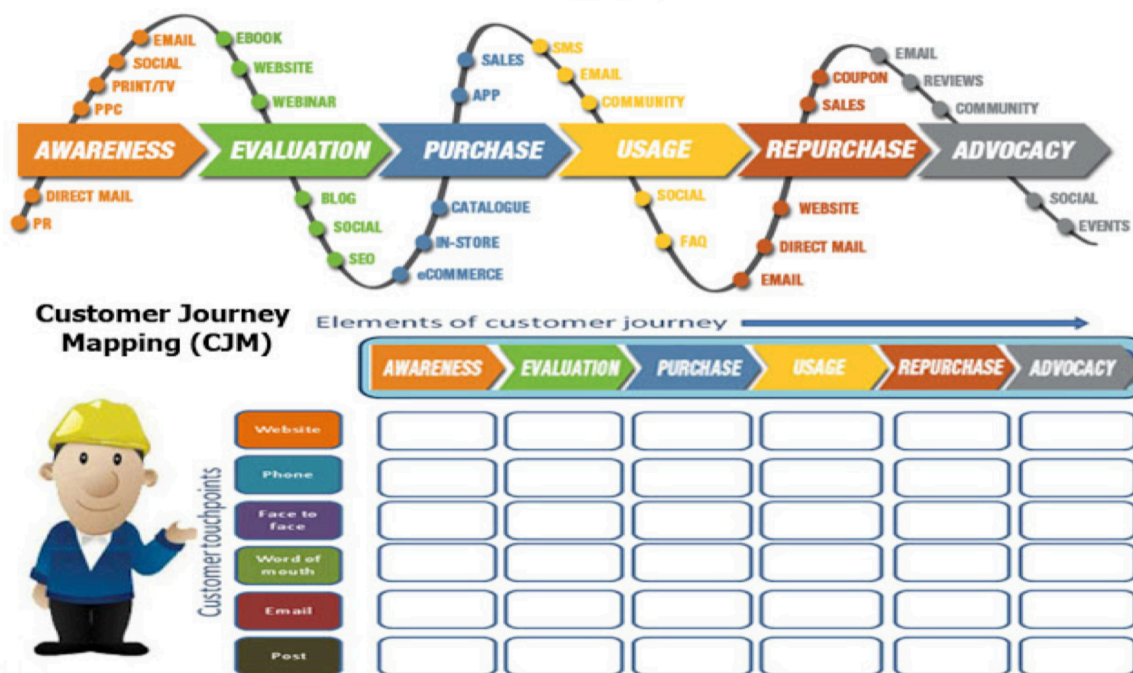 EMAIL
SOCIAL
PRINT/TV
PPC
AWARENESS
DIRECT MAIL
PR
EBOOK
WEBSITE
WEBINAR
EVALUATION
BLOG
SOCIAL
SEO
SALES
APP
PURCHASE
CATALOGUE
IN-STORE
eCOMMERCE
SMS
EMAIL
COMMUNITY
USAGE
SOCIAL
FAQ
COUPON
SALES
REPURCHASE
WEBSITE
DIRECT MAIL
EMAIL
EMAIL
REVIEWS
COMMUNITY
ADVOCACY
SOCIAL
EVENTS
Customer Journey
Mapping (CJM)
Elements of customer journey
AWARENESS EVALUATION PURCHASE USAGE REPURCHASE ADVOCACY
Customer touchpoints
Website
Phone
Face to
face
Word of
mouth
Email
Post